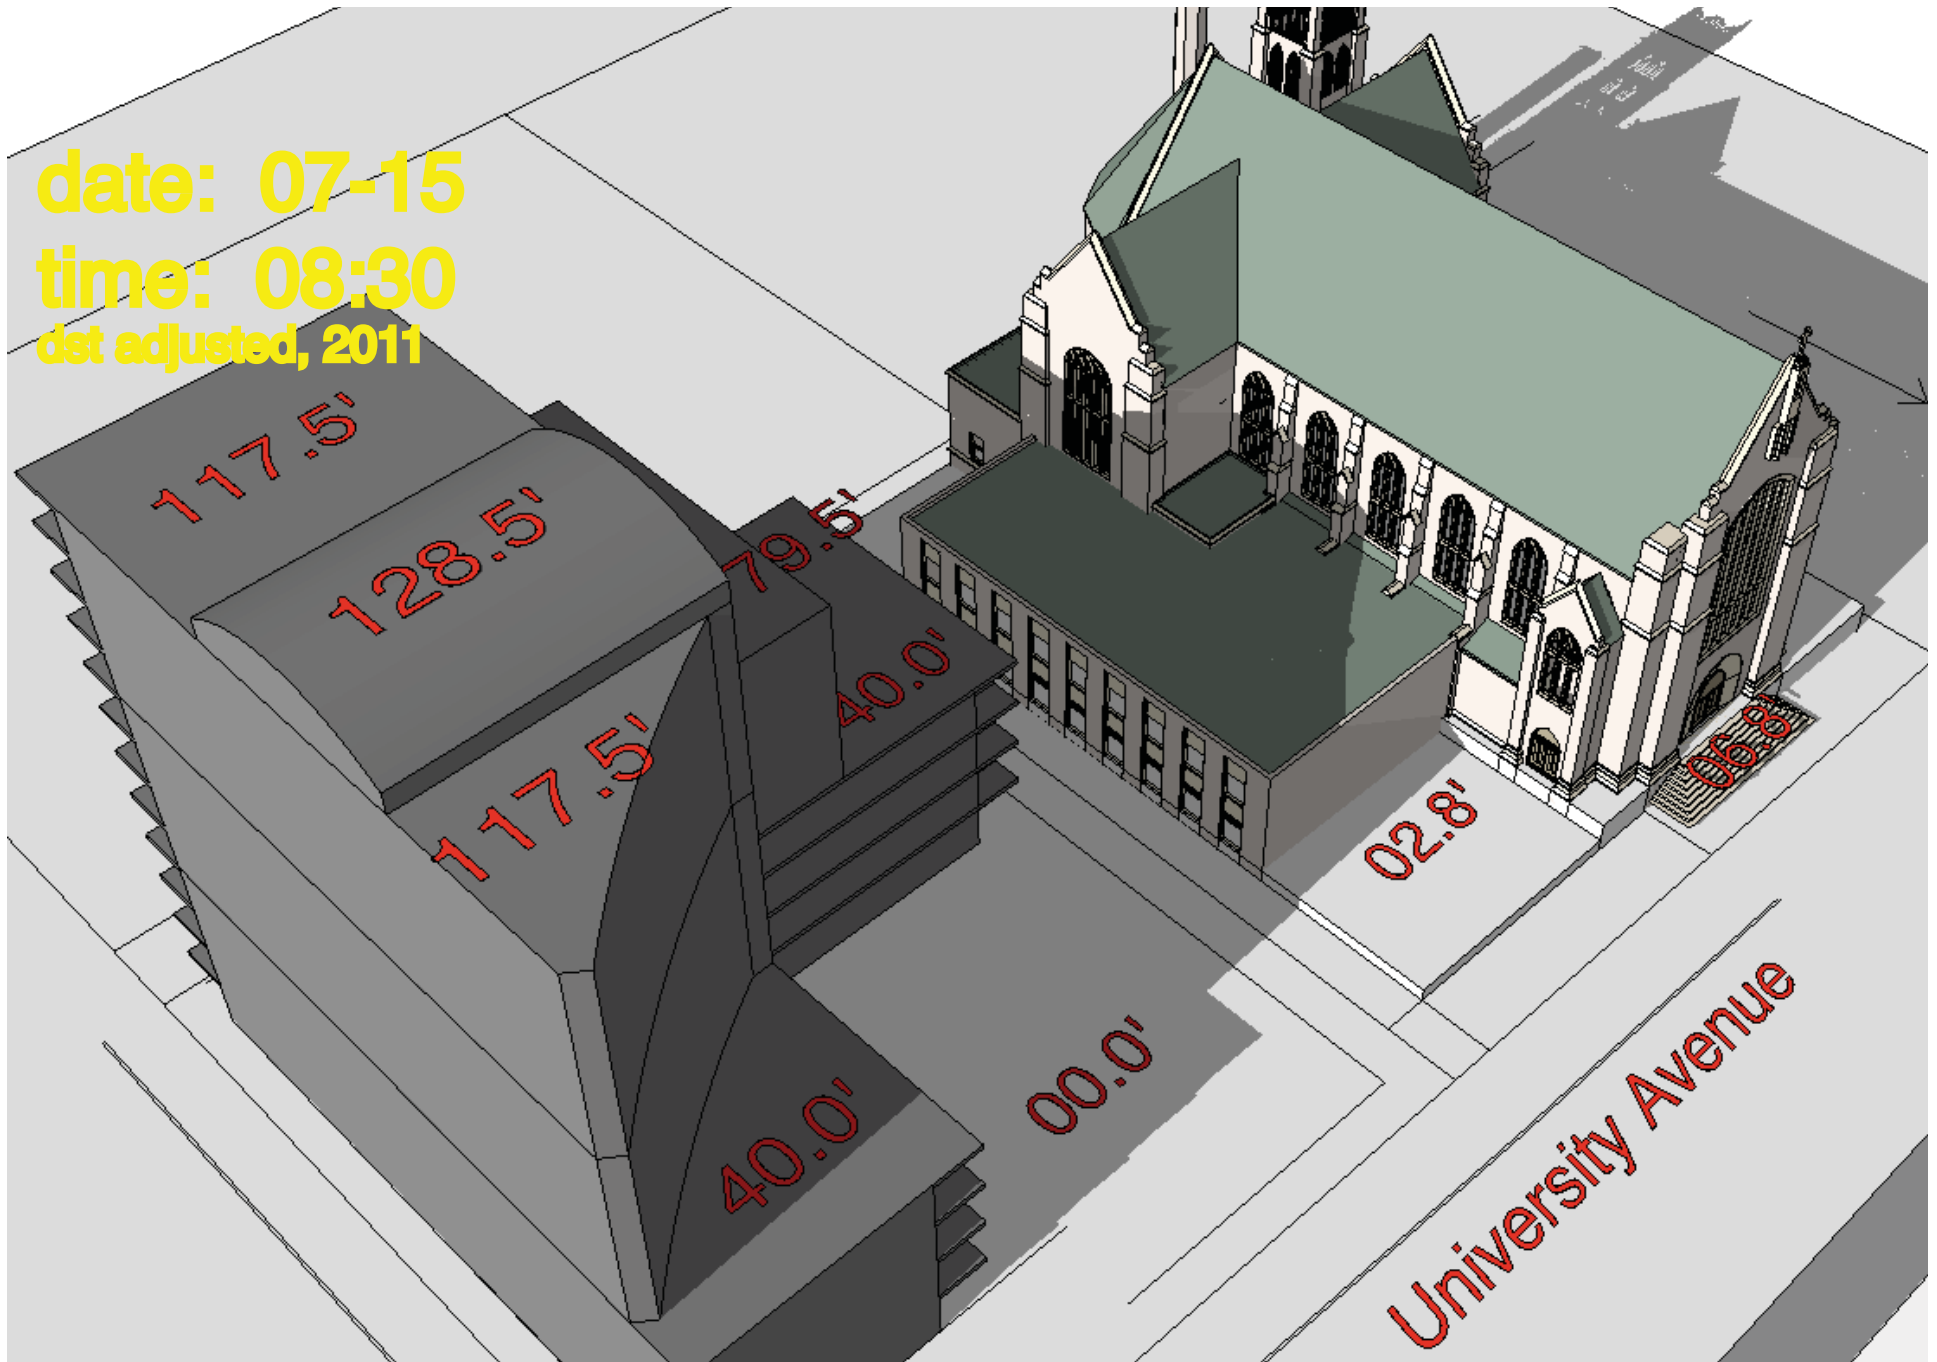 date: 07-15
time: 08:30
dst adjusted, 2011
117.5'
128.5'
79.5'
40.0'
117.5'
06.8'
02.8'
00.0'
40.0'
University Avenue